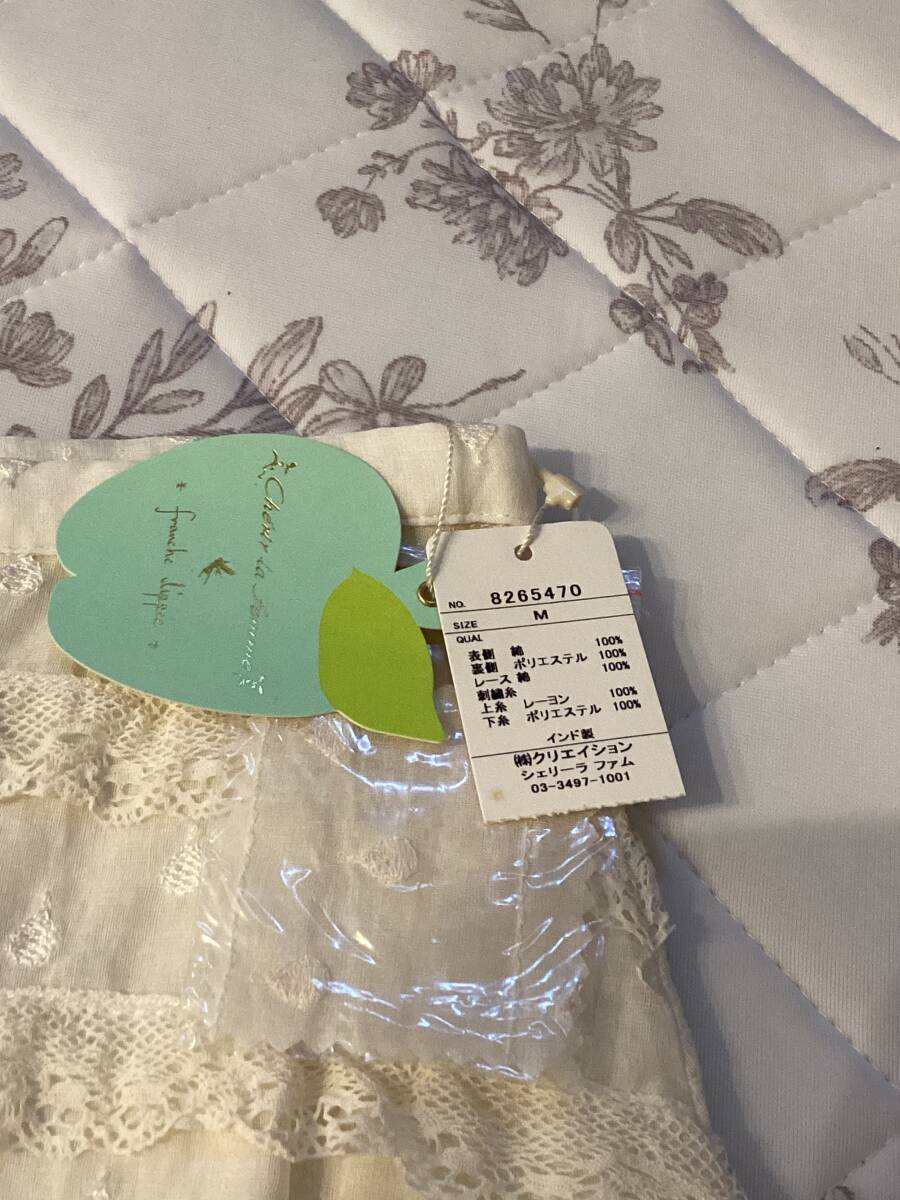 * franche lippée *
NO. 8265470
SIZE M
QUAL
表側 綿 100%
裏側 ポリエステル 100%
レース 綿 100%
刺繍糸
上糸 レーヨン 100%
下糸 ポリエステル 100%
インド製
㈱クリエイション
シェリーラ ファム
03-3497-1001